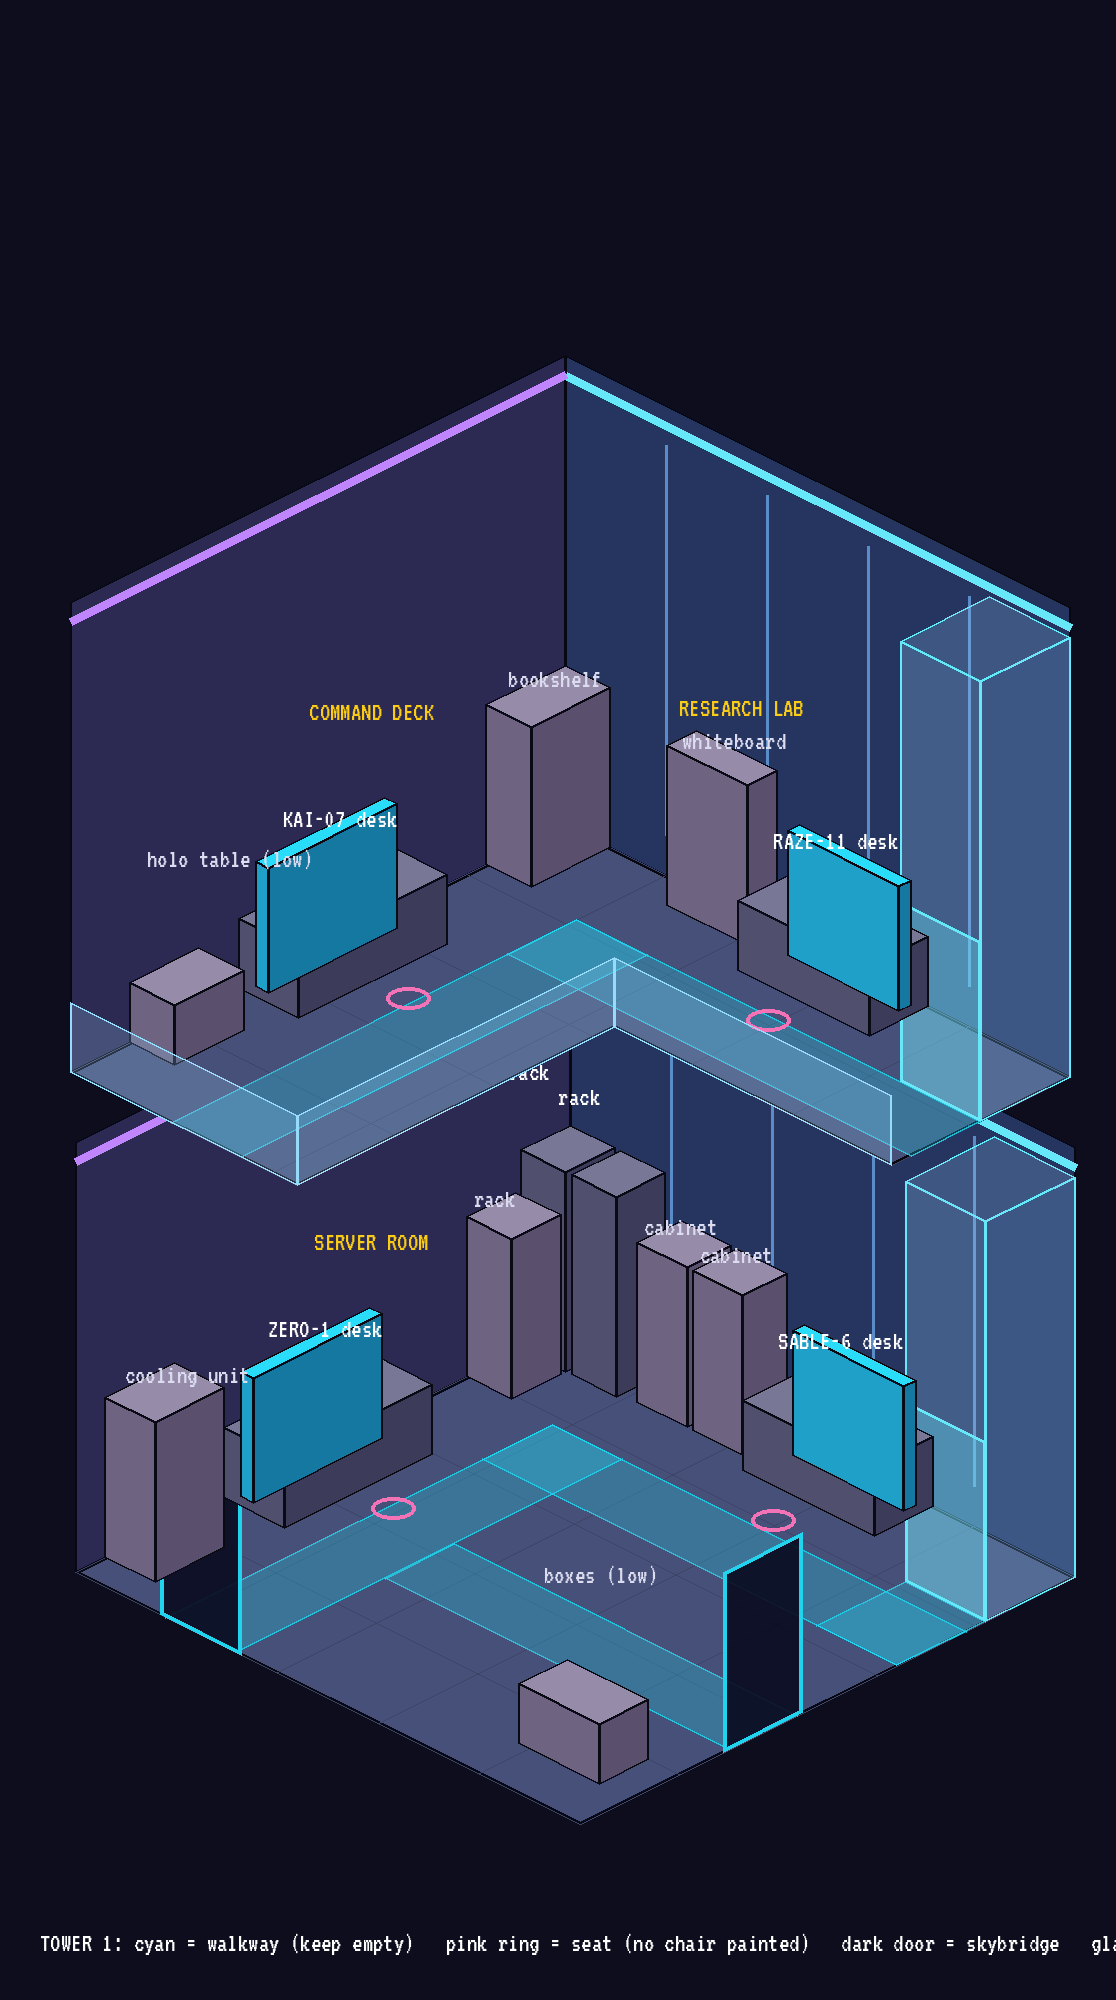 bookshelf
COMMAND DECK
RESEARCH LAB
whiteboard
KAI-07 desk
RAZE-11 desk
holo table (low)
rack
rack
SERVER ROOM
cabinet
cabinet
ZERO-1 desk
SABLE-6 desk
cooling unit
boxes (low)
TOWER 1: cyan = walkway (keep empty) pink ring = seat (no chair painted) dark door = skybridge